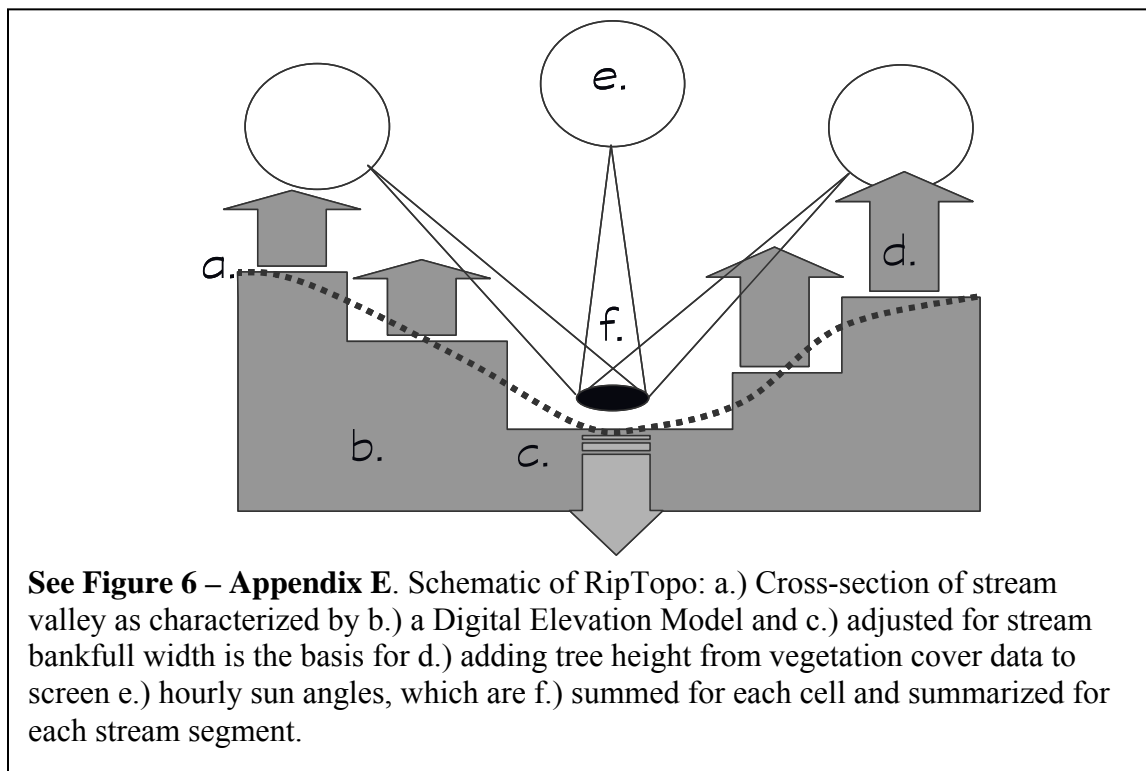 e.
d.
a.
f.
b.
c.
See Figure 6 – Appendix E. Schematic of RipTopo: a.) Cross-section of stream
valley as characterized by b.) a Digital Elevation Model and c.) adjusted for stream
bankfull width is the basis for d.) adding tree height from vegetation cover data to
screen e.) hourly sun angles, which are f.) summed for each cell and summarized for
each stream segment.